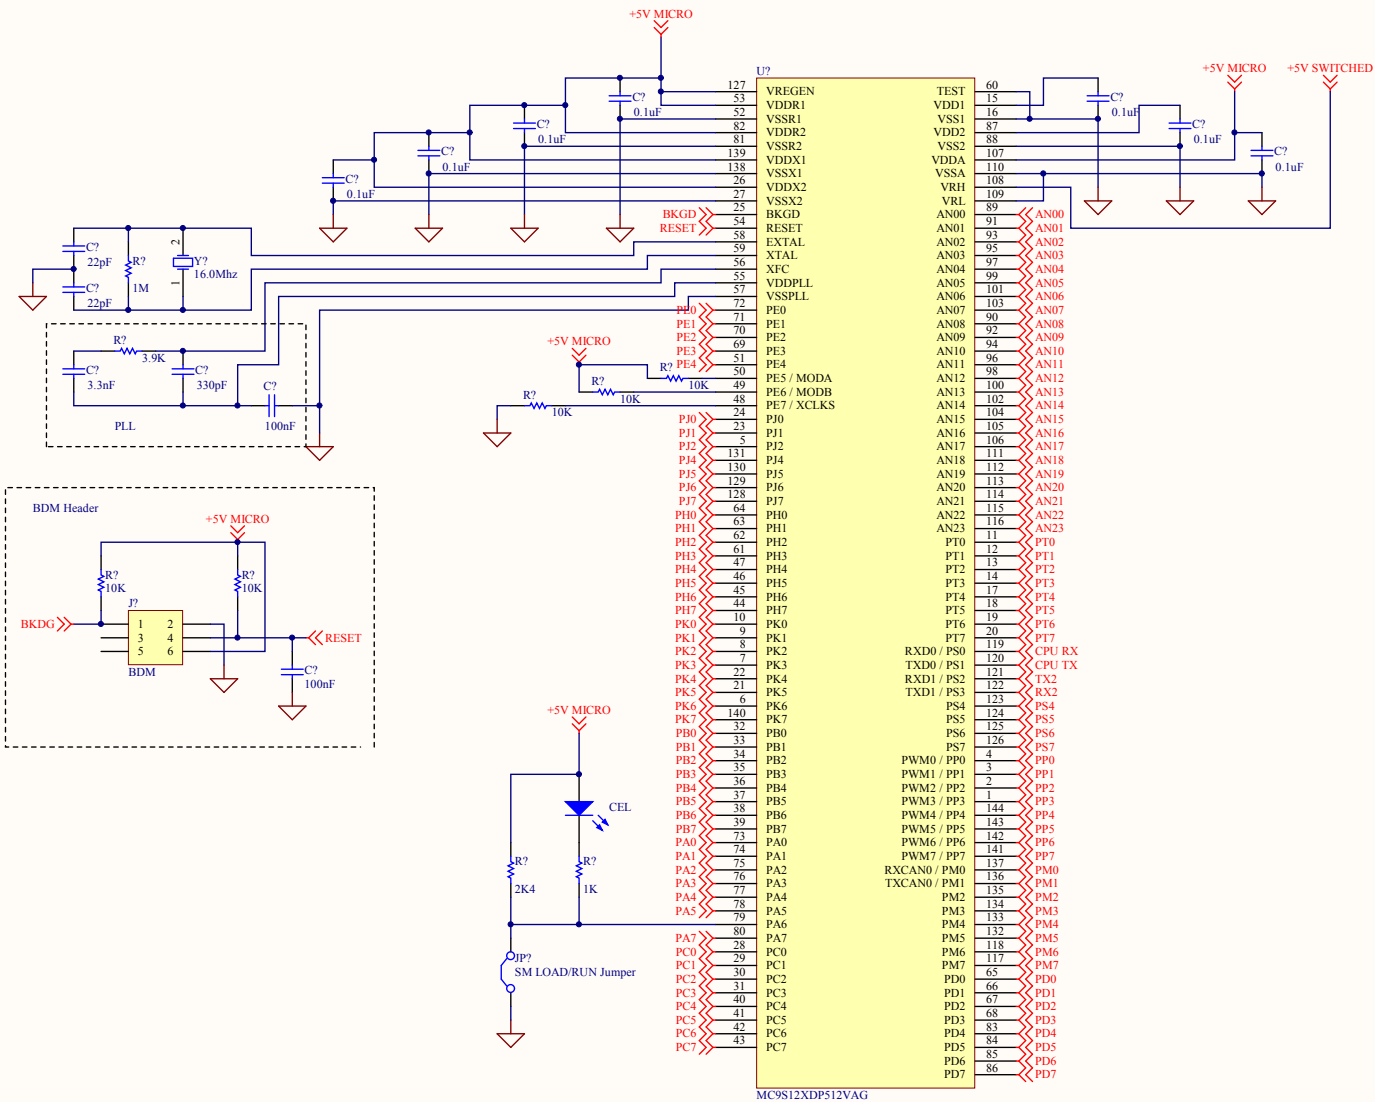 +5V MICRO
U?
+5V MICRO
+5V SWITCHED
C?
0.1uF
C?
0.1uF
C?
0.1uF
C?
0.1uF
C?
0.1uF
C?
0.1uF
C?
0.1uF
127 VREGEN
53 VDDR1
52 VSSR1
82 VDDR2
81 VSSR2
139 VDDX1
138 VSSX1
26 VDDX2
27 VSSX2
BKGD 25 BKGD
RESET 54 RESET
58 EXTAL
59 XTAL
56 XFC
55 VDDPLL
57 VSSPLL
PE0 72 PE0
PE1 71 PE1
PE2 70 PE2
PE3 69 PE3
PE4 51 PE4
50 PE5 / MODA
49 PE6 / MODB
48 PE7 / XCLKS
PJ0 24 PJ0
PJ1 23 PJ1
PJ2 5 PJ2
PJ4 131 PJ4
PJ5 130 PJ5
PJ6 129 PJ6
PJ7 128 PJ7
PH0 64 PH0
PH1 63 PH1
PH2 62 PH2
PH3 61 PH3
PH4 47 PH4
PH5 46 PH5
PH6 45 PH6
PH7 44 PH7
PK0 10 PK0
PK1 9 PK1
PK2 8 PK2
PK3 7 PK3
PK4 22 PK4
PK5 21 PK5
PK6 6 PK6
PK7 140 PK7
PB0 32 PB0
PB1 33 PB1
PB2 34 PB2
PB3 35 PB3
PB4 36 PB4
PB5 37 PB5
PB6 38 PB6
PB7 39 PB7
PA0 73 PA0
PA1 74 PA1
PA2 75 PA2
PA3 76 PA3
PA4 77 PA4
PA5 78 PA5
79 PA6
PA7 80 PA7
PC0 28 PC0
PC1 29 PC1
PC2 30 PC2
PC3 31 PC3
PC4 40 PC4
PC5 41 PC5
PC6 42 PC6
PC7 43 PC7
TEST 60
VDD1 15
VSS1 16
VDD2 87
VSS2 88
VDDA 107
VSSA 110
VRH 108
VRL 109
AN00 89 AN00
AN01 91 AN01
AN02 93 AN02
AN03 95 AN03
AN04 97 AN04
AN05 99 AN05
AN06 101 AN06
AN07 103 AN07
AN08 90 AN08
AN09 92 AN09
AN10 94 AN10
AN11 96 AN11
AN12 98 AN12
AN13 100 AN13
AN14 102 AN14
AN15 104 AN15
AN16 105 AN16
AN17 106 AN17
AN18 111 AN18
AN19 112 AN19
AN20 113 AN20
AN21 114 AN21
AN22 115 AN22
AN23 116 AN23
PT0 11 PT0
PT1 12 PT1
PT2 13 PT2
PT3 14 PT3
PT4 17 PT4
PT5 18 PT5
PT6 19 PT6
PT7 20 PT7
RXD0 / PS0 119 CPU RX
TXD0 / PS1 120 CPU TX
RXD1 / PS2 121 TX2
TXD1 / PS3 122 RX2
PS4 123 PS4
PS5 124 PS5
PS6 125 PS6
PS7 126 PS7
PWM0 / PP0 4 PP0
PWM1 / PP1 3 PP1
PWM2 / PP2 2 PP2
PWM3 / PP3 1 PP3
PWM4 / PP4 144 PP4
PWM5 / PP5 143 PP5
PWM6 / PP6 142 PP6
PWM7 / PP7 141 PP7
RXCAN0 / PM0 137 PM0
TXCAN0 / PM1 136 PM1
PM2 135 PM2
PM3 134 PM3
PM4 133 PM4
PM5 132 PM5
PM6 118 PM6
PM7 117 PM7
PD0 65 PD0
PD1 66 PD1
PD2 67 PD2
PD3 68 PD3
PD4 83 PD4
PD5 84 PD5
PD6 85 PD6
PD7 86 PD7
MC9S12XDP512VAG
C?
22pF
C?
22pF
R?
1M
2
1
Y?
16.0Mhz
R?
3.9K
C?
3.3nF
C?
330pF
C?
100nF
PLL
+5V MICRO
R?
10K
R?
10K
R?
10K
BDM Header
+5V MICRO
R?
10K
R?
10K
J?
BKDG
1 2
3 4
5 6
BDM
RESET
C?
100nF
+5V MICRO
CEL
R?
2K4
R?
1K
JP?
SM LOAD/RUN Jumper